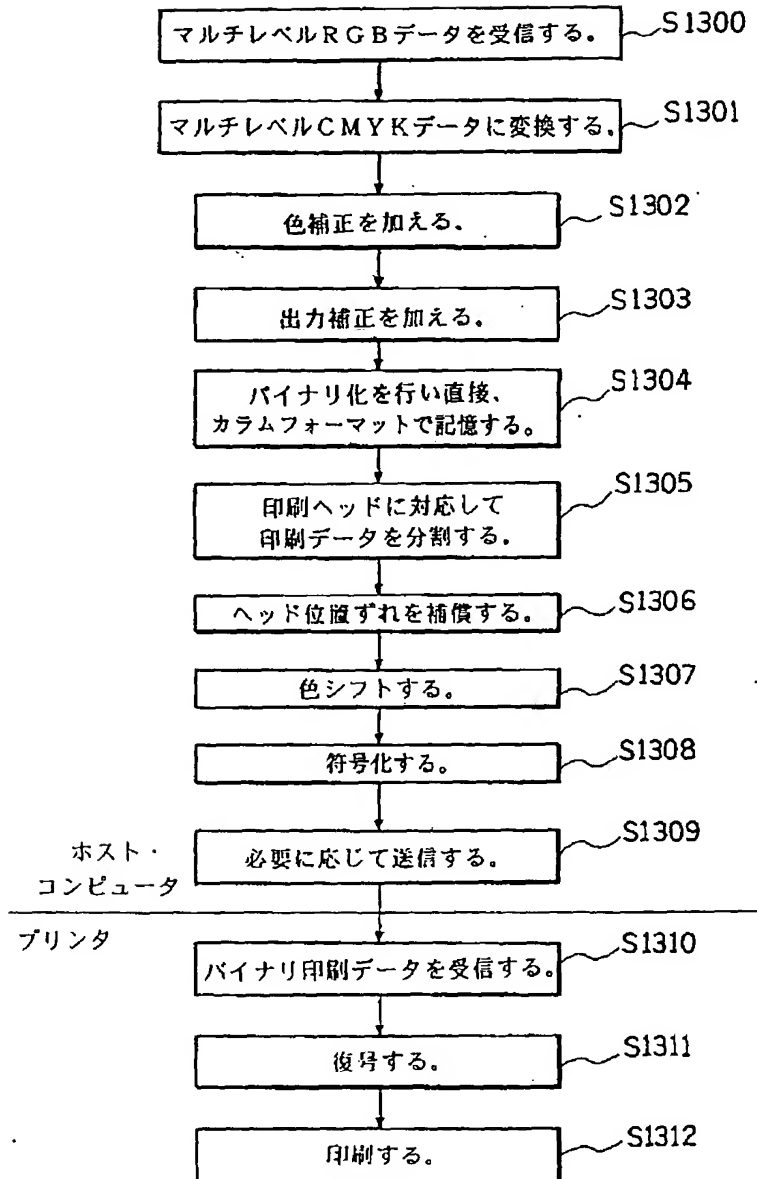 マルチレベルRGBデータを受信する。 S1300
マルチレベルCMYKデータに変換する。 S1301
色補正を加える。 S1302
出力補正を加える。 S1303
バイナリ化を行い直接、 S1304
カラムフォーマットで記憶する。
印刷ヘッドに対応して S1305
印刷データを分割する。
ヘッド位置ずれを補償する。 S1306
色シフトする。 S1307
符号化する。 S1308
必要に応じて送信する。 S1309
ホスト・
コンピュータ
プリンタ
バイナリ印刷データを受信する。 S1310
復号する。 S1311
印刷する。 S1312